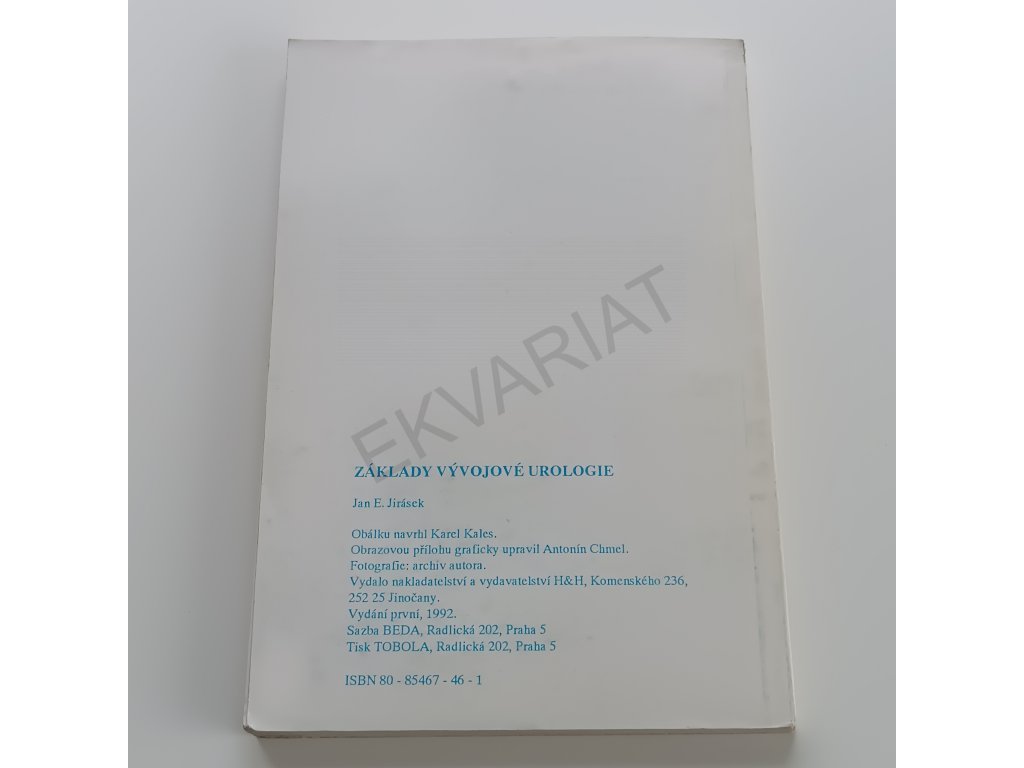 EKVARIAT
ZÁKLADY VÝVOJOVÉ UROLOGIE
Jan E. Jirásek
Obálku navrhl Karel Kales.
Obrazovou přílohu graficky upravil Antonín Chmel.
Fotografie: archiv autora.
Vydalo nakladatelství a vydavatelství H&H, Komenského 236,
252 25 Jinočany.
Vydání první, 1992.
Sazba BEDA, Radlická 202, Praha 5
Tisk TOBOLA, Radlická 202, Praha 5
ISBN 80 - 85467 - 46 - 1